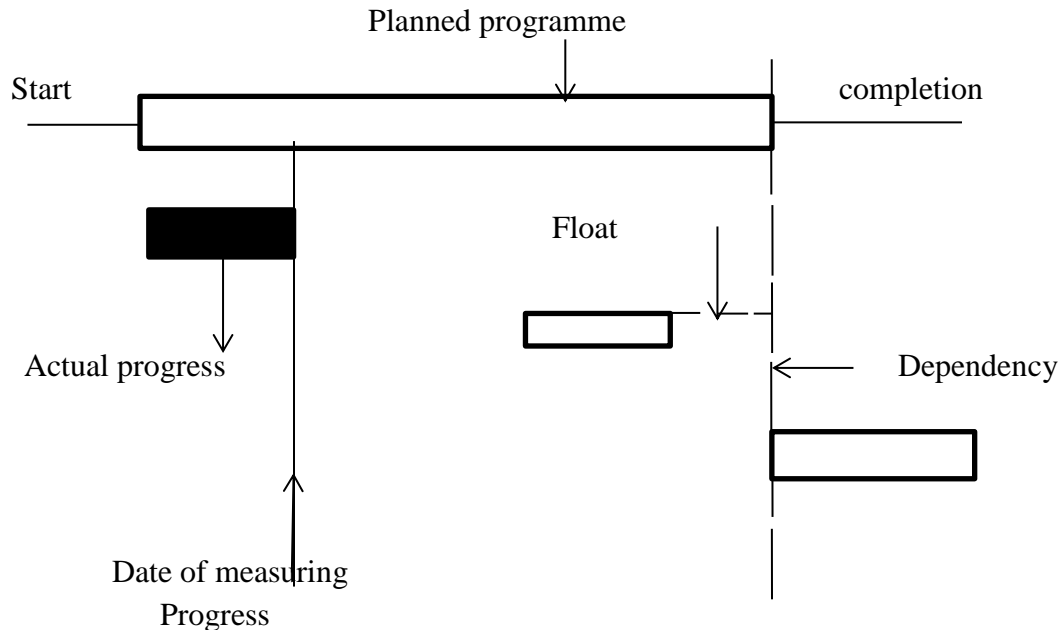 Planned programme
Start
completion
Float
Actual progress
Dependency
Date of measuring
Progress